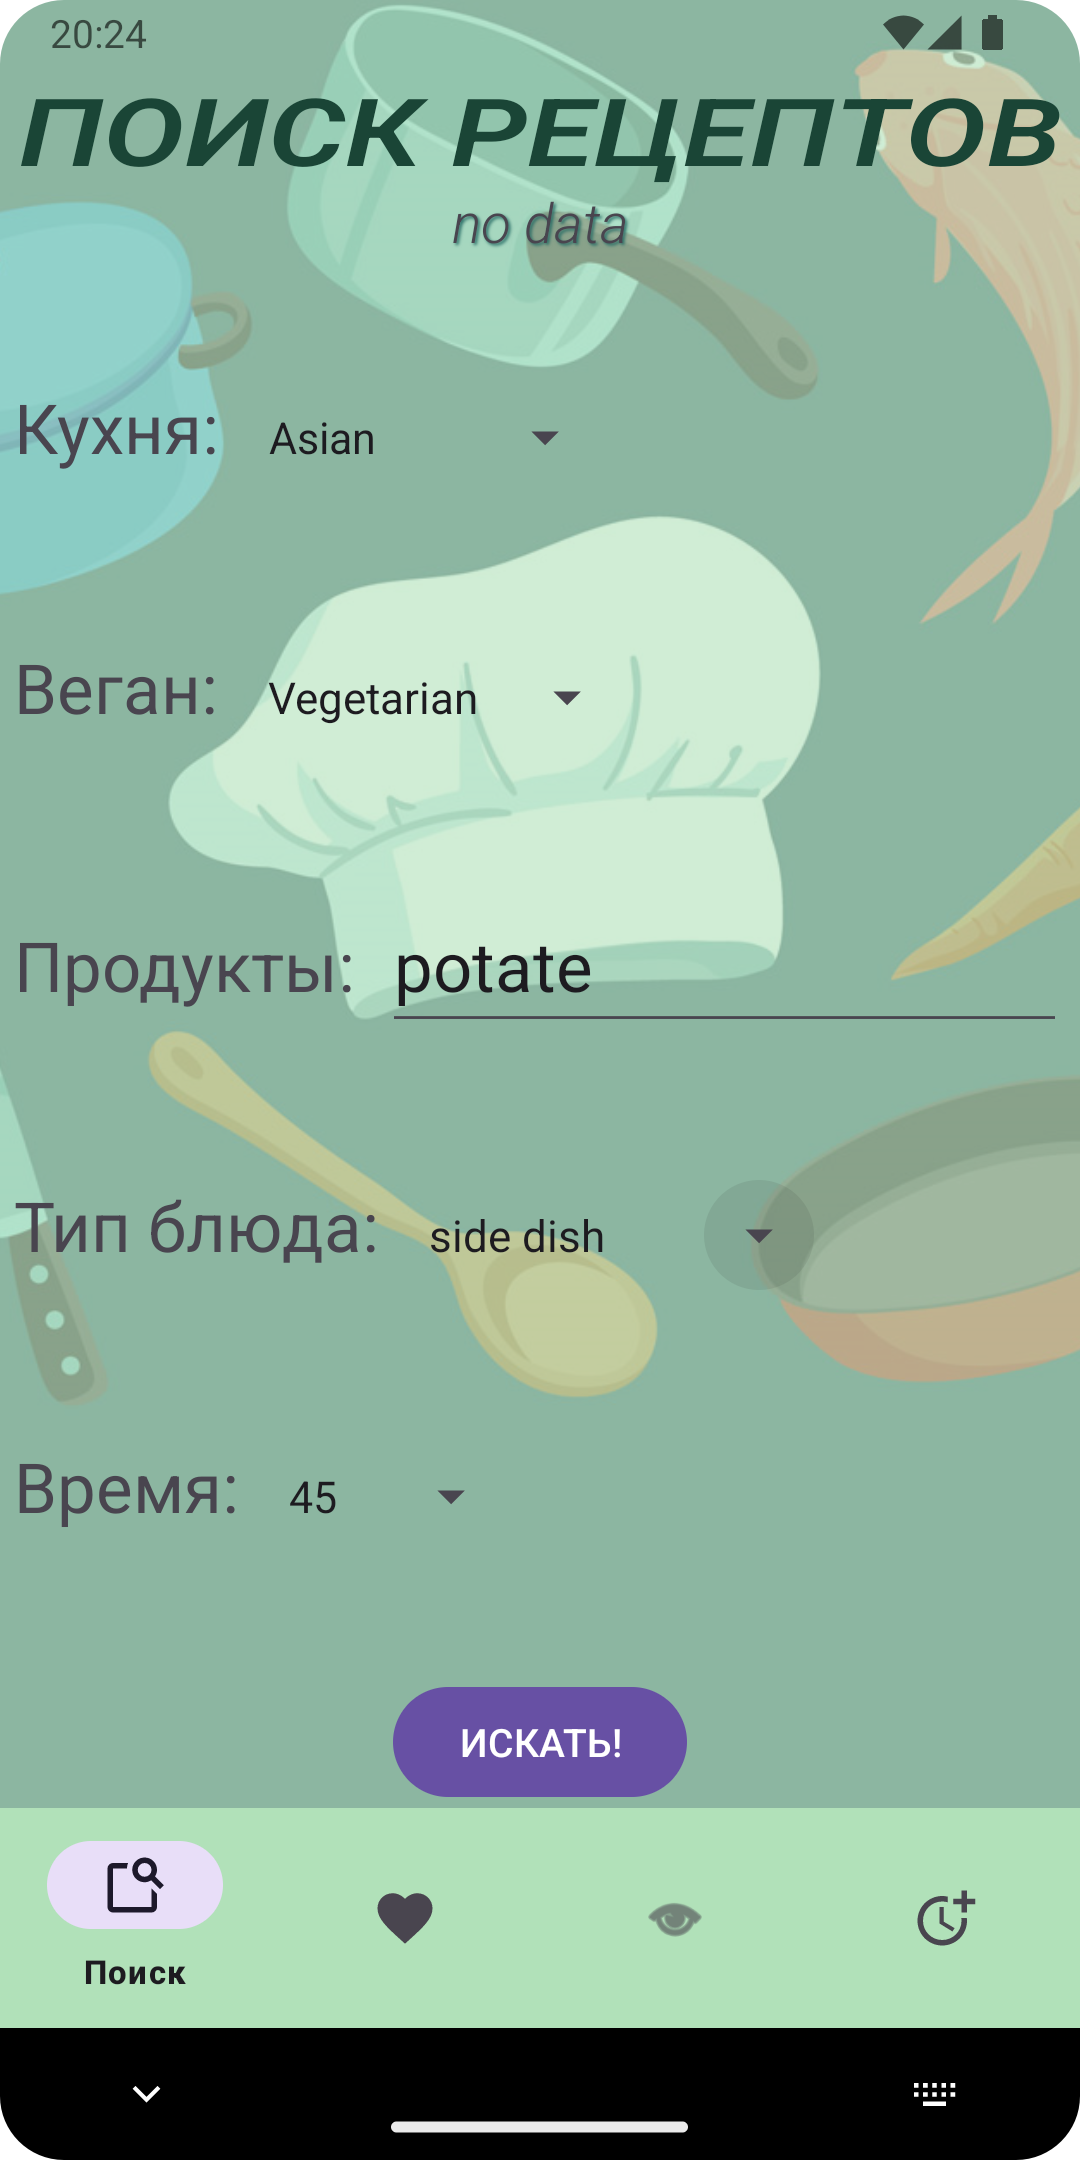 20:24
ПОИСК РЕЦЕПТОВ
no data
Кухня: Asian
Веган: Vegetarian
Продукты: potate
Тип блюда: side dish
Время: 45
ИСКАТЬ!
Поиск